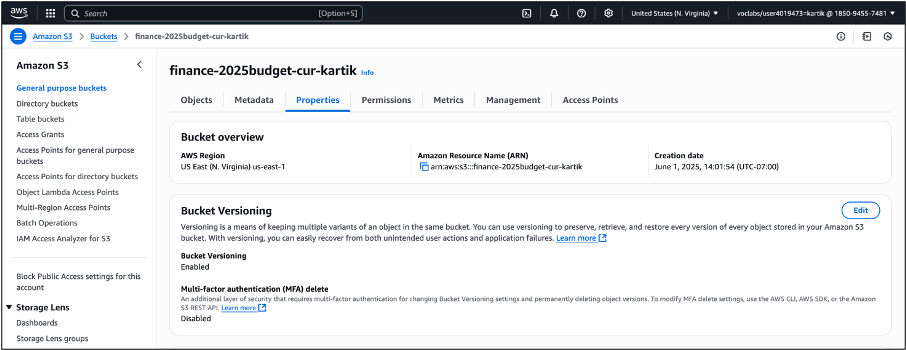 aws
Search
[Option+S]
United States (N. Virginia)
voclabs/user4019473=kartik @ 1850-9455-7481
Amazon S3
Buckets
finance-2025budget-cur-kartik
Amazon S3
General purpose buckets
Directory buckets
Table buckets
Access Grants
Access Points for general purpose
buckets
Access Points for directory buckets
Object Lambda Access Points
Multi-Region Access Points
Batch Operations
IAM Access Analyzer for S3
Block Public Access settings for this
account
Storage Lens
Dashboards
Storage Lens groups
finance-2025budget-cur-kartik Info
Objects
Metadata
Properties
Permissions
Metrics
Management
Access Points
Bucket overview
AWS Region
US East (N. Virginia) us-east-1
Amazon Resource Name (ARN)
arn:aws:s3:::finance-2025budget-cur-kartik
Creation date
June 1, 2025, 14:01:54 (UTC-07:00)
Bucket Versioning
Edit
Versioning is a means of keeping multiple variants of an object in the same bucket. You can use versioning to preserve, retrieve, and restore every version of every object stored in your Amazon S3
bucket. With versioning, you can easily recover from both unintended user actions and application failures. Learn more
Bucket Versioning
Enabled
Multi-factor authentication (MFA) delete
An additional layer of security that requires multi-factor authentication for changing Bucket Versioning settings and permanently deleting object versions. To modify MFA delete settings, use the AWS CLI, AWS SDK, or the Amazon
S3 REST API. Learn more
Disabled